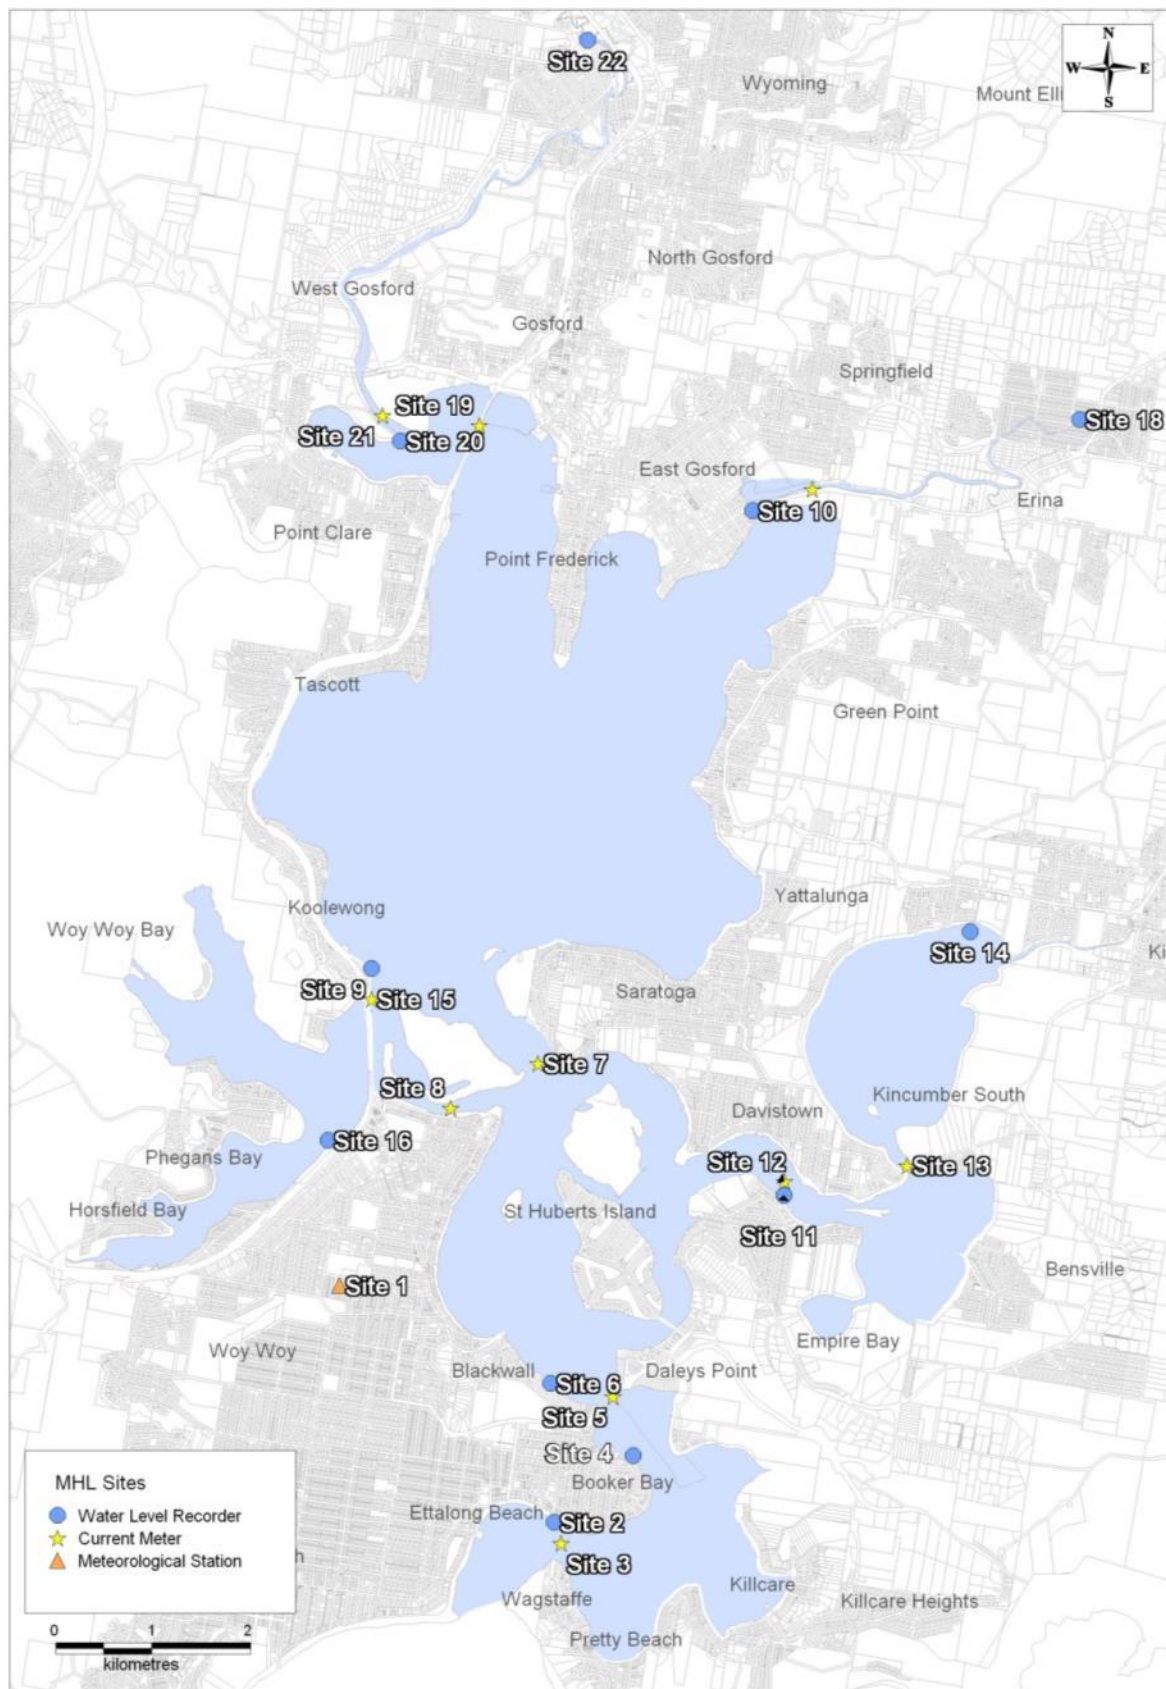 N
Site 22
W E
Wyoming
Mount Elli
S
North Gosford
West Gosford
Gosford
Springfield
Site 19
Site 18
Site 21
Site 20
East Gosford
Erina
Site 10
Point Clare
Point Frederick
Tascott
Green Point
Yattalunga
Koolewong
Woy Woy Bay
Site 14
Ki
Saratoga
Site 9
Site 15
Site 7
Site 8
Kincumber South
Davistown
Site 16
Phegans Bay
Site 12
Site 13
Horsfield Bay
St Huberts Island
Site 11
Bensville
Site 1
Empire Bay
Woy Woy
Blackwall
Daleys Point
Site 6
Site 5
Site 4
Booker Bay
MHL Sites
Ettalong Beach
Water Level Recorder
Site 2
Current Meter
Meteorological Station
h
Site 3
Killcare
Wagstaffe
Killcare Heights
0 1 2
Pretty Beach
kilometres